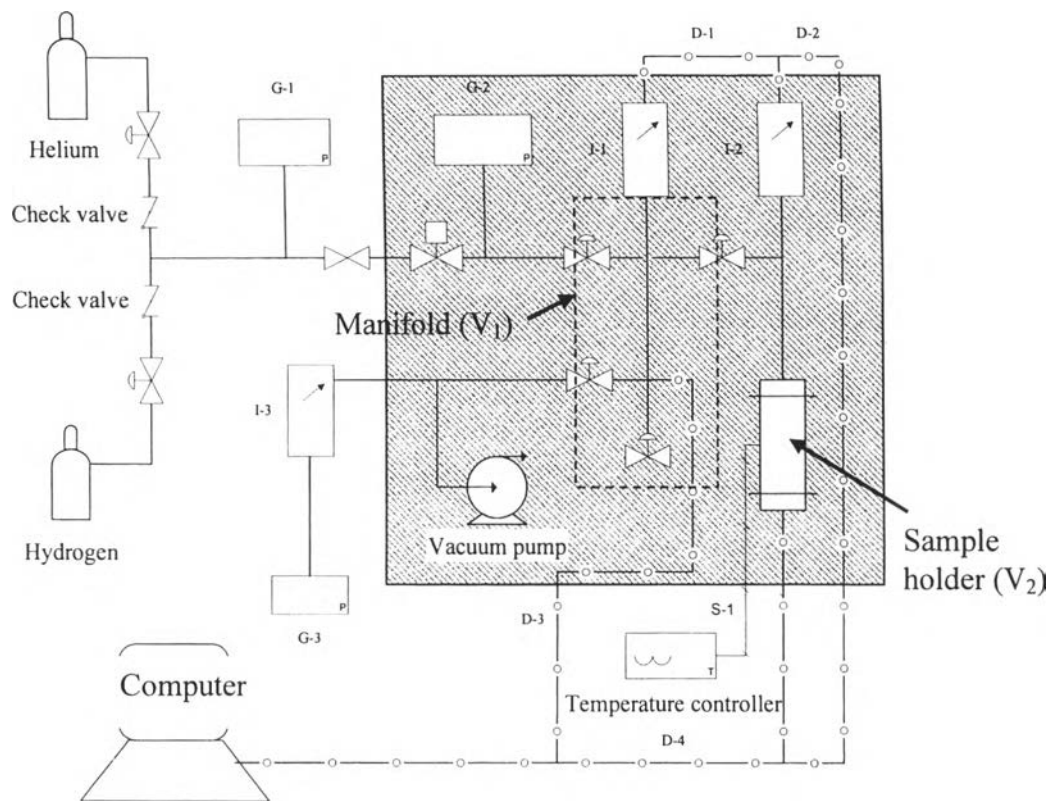 D-1
D-2
G-1
G-2
P
P
Helium
I-1
I-2
Check valve
Check valve
Manifold (V₁)
I-3
Hydrogen
Vacuum pump
Sample
holder (V₂)
P
G-3
D-3
S-1
T
Computer
Temperature controller
D-4